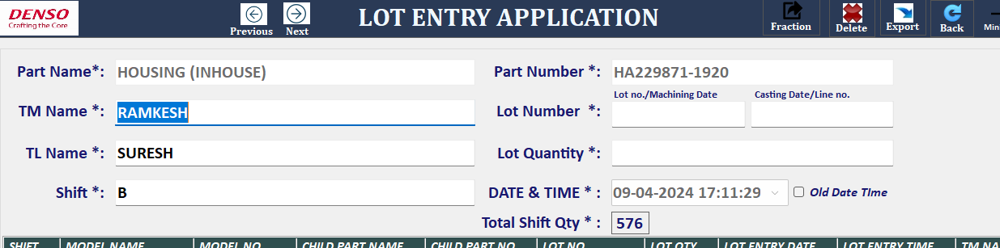 DENSO
Crafting the Core
Previous
Next
LOT ENTRY APPLICATION
Fraction
Delete
Export
Back
Part Name*: HOUSING (INHOUSE)
Part Number *: HA229871-1920
Lot no./Machining Date
Casting Date/Line no.
TM Name *: RAMKESH
Lot Number *:
TL Name *: SURESH
Lot Quantity *:
Shift *: B
DATE & TIME * : 09-04-2024 17:11:29
Old Date TIme
Total Shift Qty * : 576
SHIFT MODEL NAME MODEL NO CHILD PART NAME CHILD PART NO LOT NO LOT QTY LOT ENTRY DATE LOT ENTRY TIME